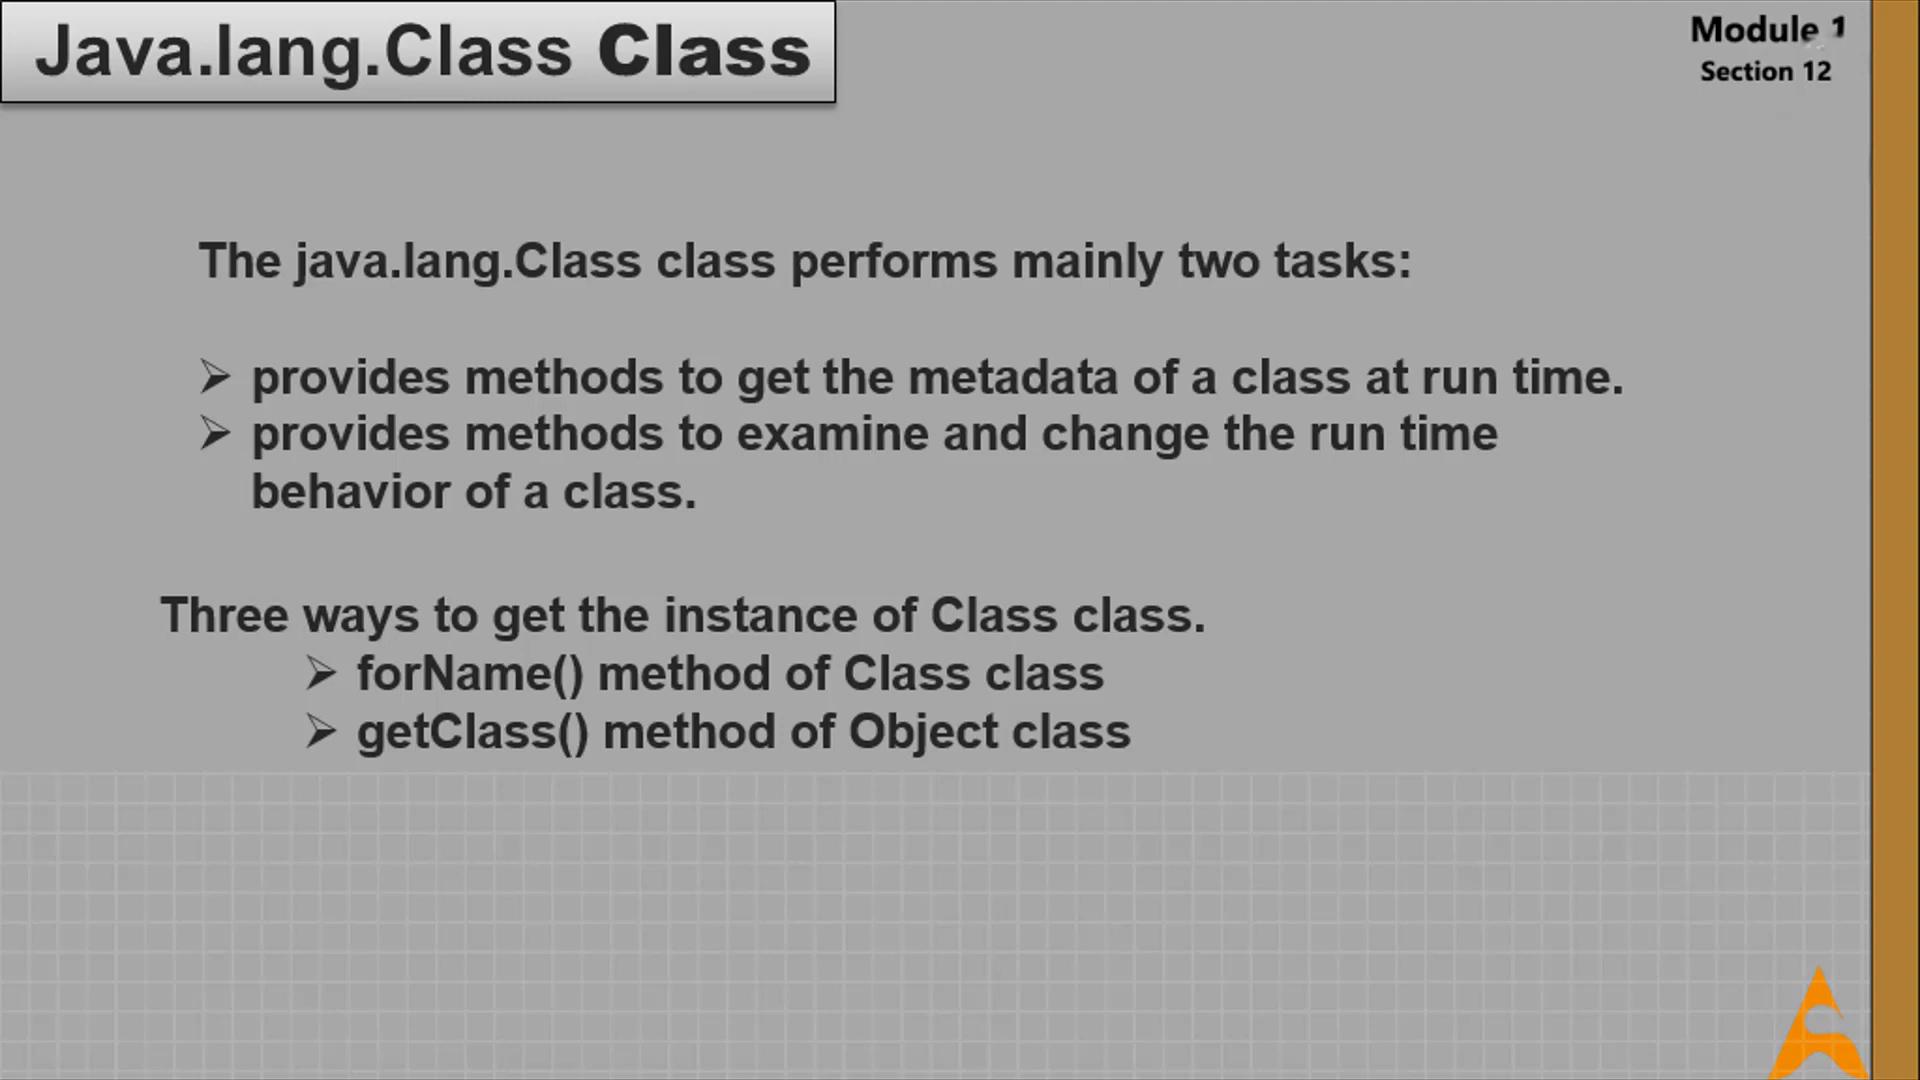 Java.lang.Class Class
Module 1
Section 12
The java.lang.Class class performs mainly two tasks:
➢ provides methods to get the metadata of a class at run time.
➢ provides methods to examine and change the run time
behavior of a class.
Three ways to get the instance of Class class.
➢ forName() method of Class class
➢ getClass() method of Object class